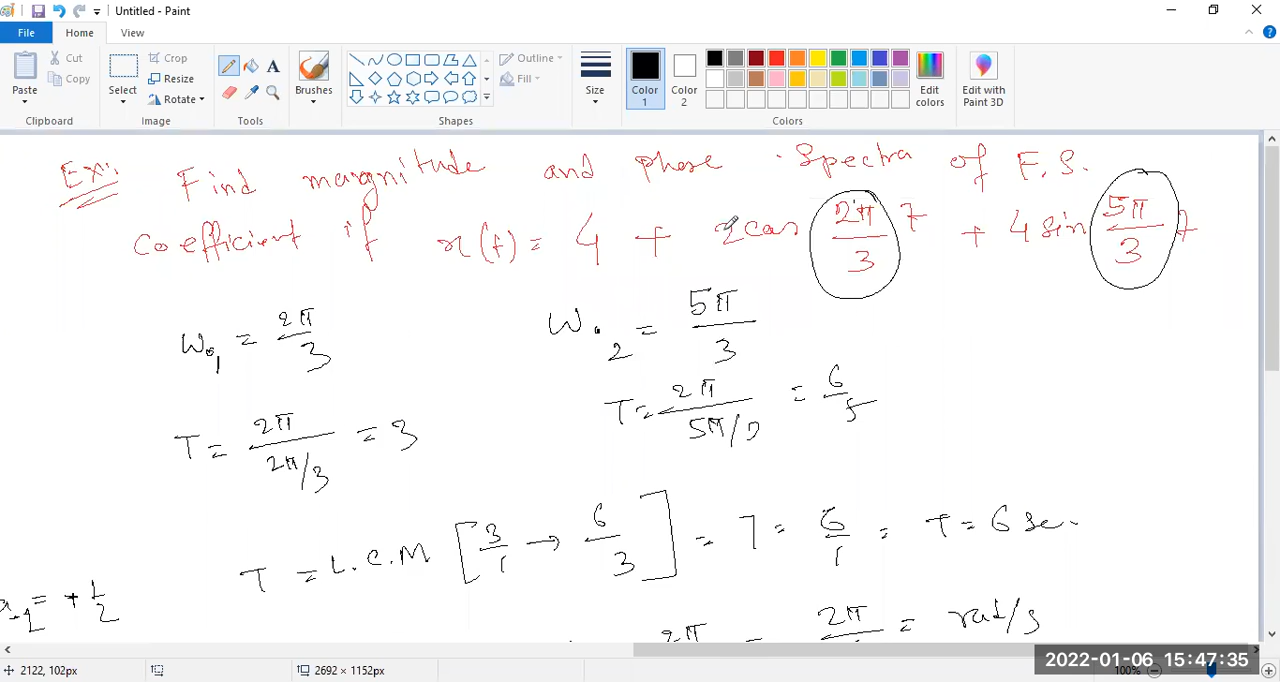 Untitled - Paint
File Home View
Paste Cut Copy Select Crop Resize Rotate Brushes Outline Fill Size Color 1 Color 2 Edit colors Edit with Paint 3D
Clipboard Image Tools Shapes Colors
Ex: Find margnitude and phase spectra of F.S.
Coefficient if x(t) = 4 + 2cos 2π/3 t + 4 sin 5π/3 t
W₀₁ = 2π/3 W₀₂ = 5π/3
T = 2π / 5π/3 = 6/5
T = 2π / 2π/3 = 3
T = L.C.M [3/1 → 6/3] = T = 6/1 = T = 6 sec.
= + 1/2
2π = 2π = rad/s
2122, 102px 2692 × 1152px 100%
2022-01-06 15:47:35